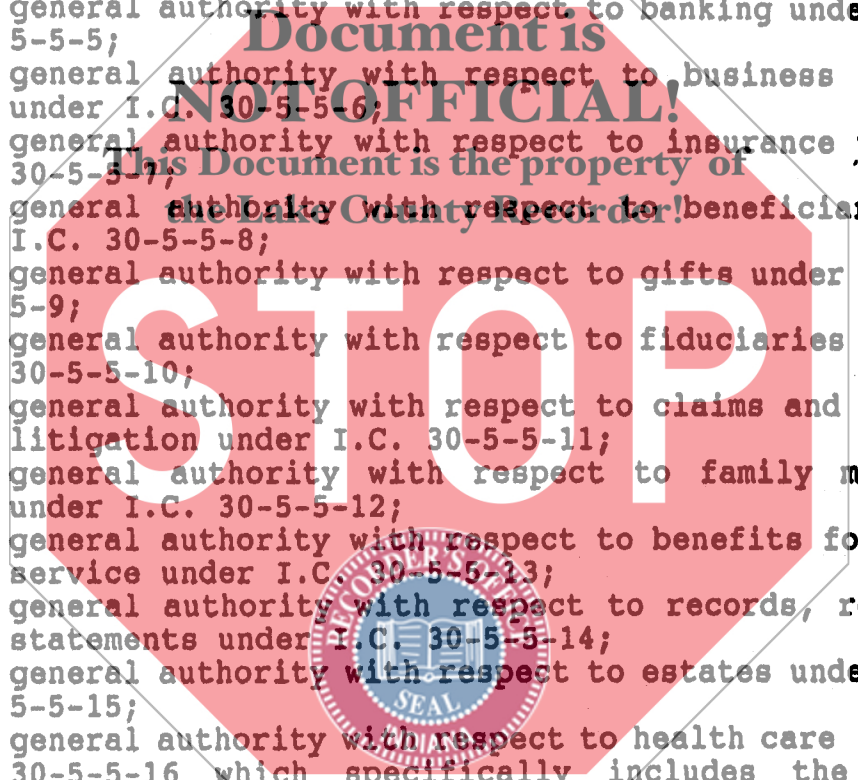 general authority with respect to banking unde
5-5-5;
general authority with respect to business
under I.C. 30-5-5-6;
general authority with respect to insurance
30-5-5-7;
general authority with respect to beneficiar
I.C. 30-5-5-8;
general authority with respect to gifts under
5-9;
general authority with respect to fiduciaries
30-5-5-10;
general authority with respect to claims and
litigation under I.C. 30-5-5-11;
general authority with respect to family m
under I.C. 30-5-5-12;
general authority with respect to benefits fo
service under I.C. 30-5-5-13;
general authority with respect to records, r
statements under I.C. 30-5-5-14;
general authority with respect to estates unde
5-5-15;
general authority with respect to health care
30-5-5-16 which specifically includes the
Document is
NOT OFFICIAL!
This Document is the property of
the Lake County Recorder!
STOP
SEAL
INDIANA